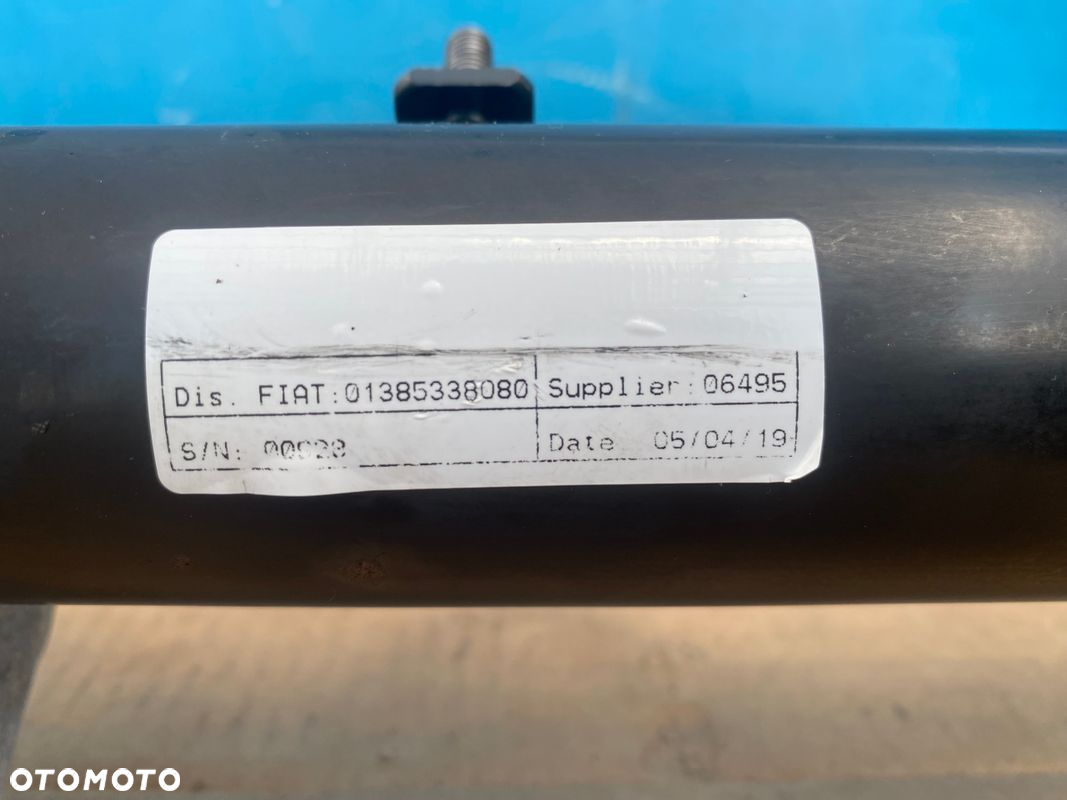 Dis. FIAT:01385338080 Supplier:06495
S/N: Date 05/04/19
OTOMOTO